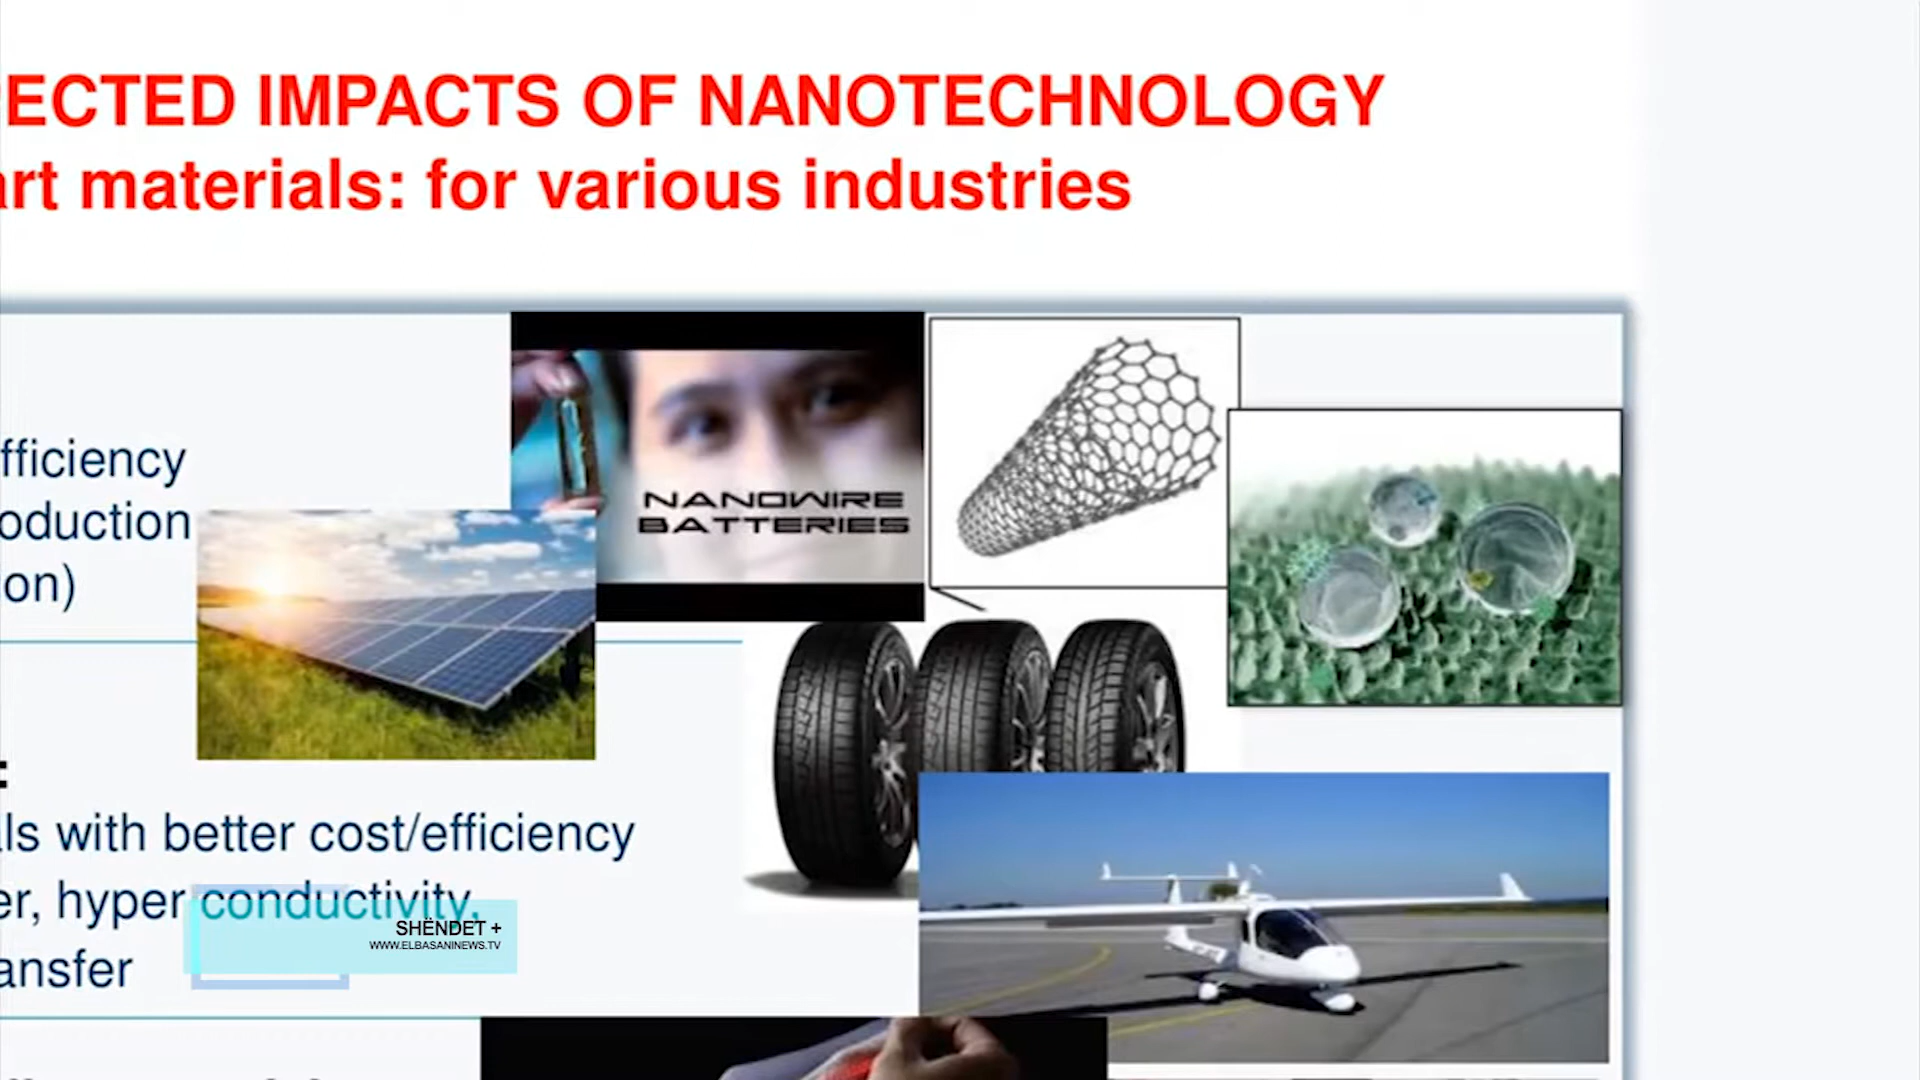 ECTED IMPACTS OF NANOTECHNOLOGY
art materials: for various industries
fficiency
oduction
on)
NANOWIRE
BATTERIES
:
ls with better cost/efficiency
er, hyper conductivity,
ansfer
SHËNDET +
WWW.ELBASANINEWS.TV